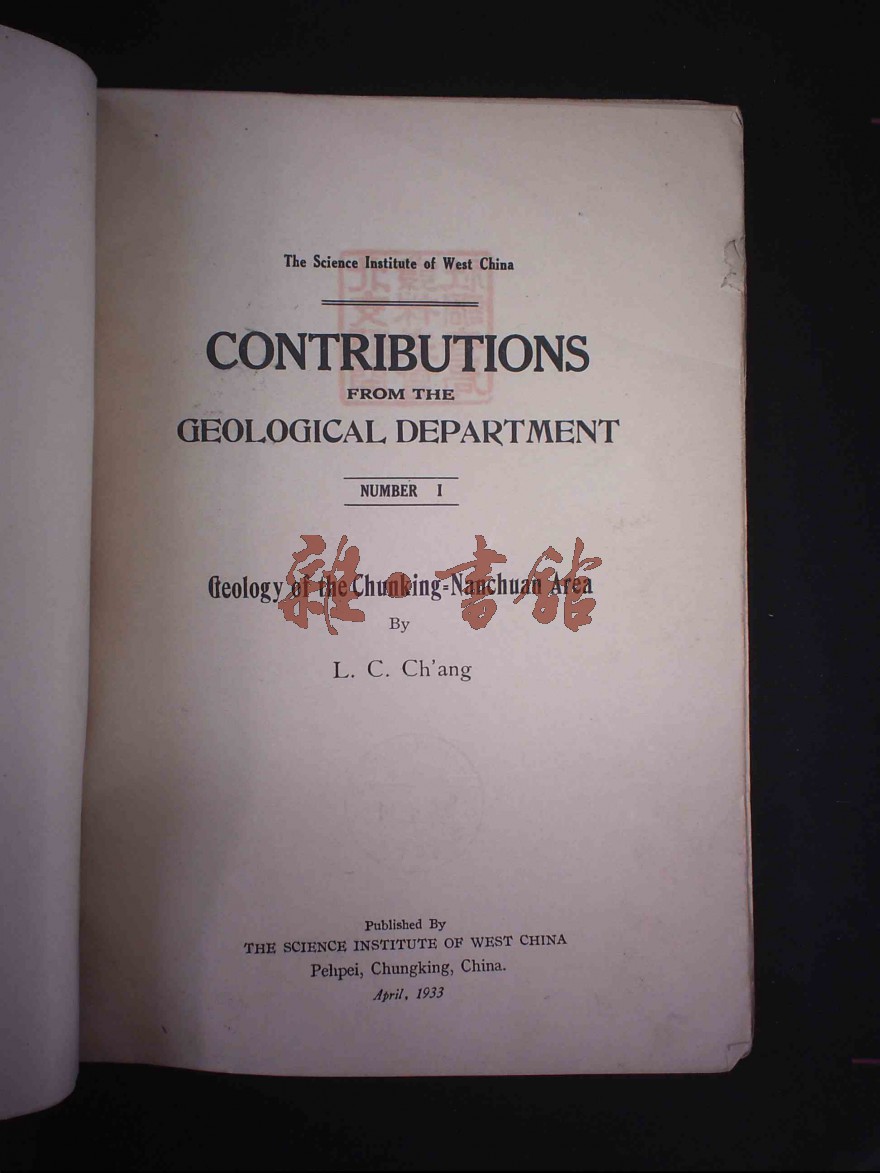 The Science Institute of West China
CONTRIBUTIONS
FROM THE
GEOLOGICAL DEPARTMENT
NUMBER I
Geology of the Chunking=Nanchuan Area
雜·書館
By
L. C. Ch'ang
Published By
THE SCIENCE INSTITUTE OF WEST CHINA
Pehpei, Chungking, China.
April, 1933